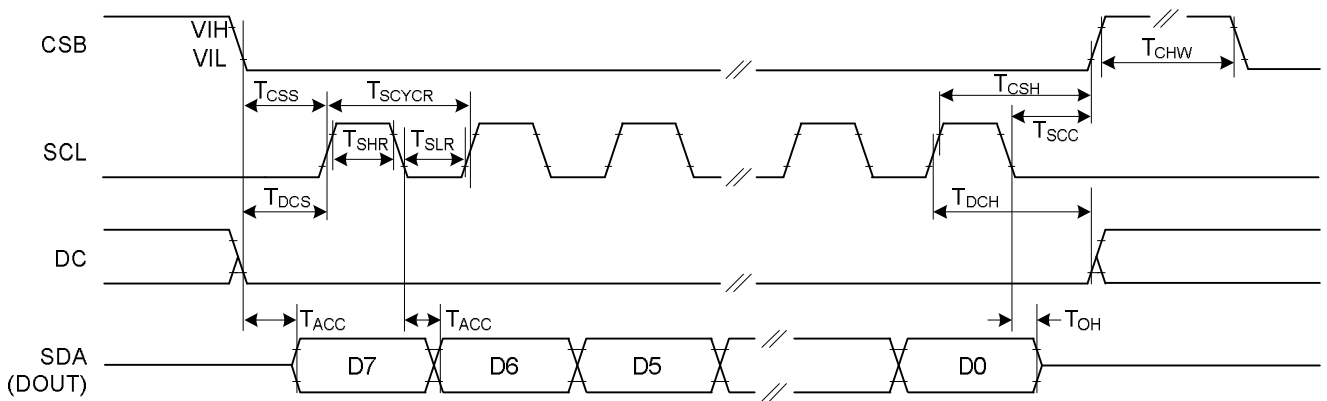 CSB
VIH
VIL
//
//
TCHW
TCSS
TSCYCR
TCSH
TSCC
SCL
TSHR
TSLR
//
TDCS
TDCH
DC
//
TACC
TACC
TOH
SDA
(DOUT)
D7
D6
D5
//
//
D0